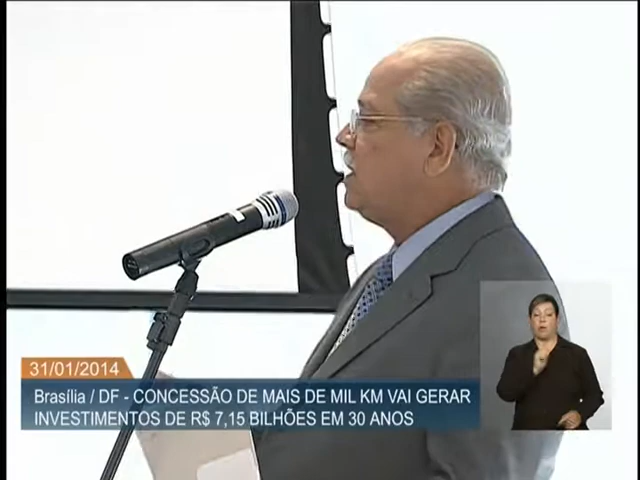 31/01/2014
Brasília / DF - CONCESSÃO DE MAIS DE MIL KM VAI GERAR
INVESTIMENTOS DE R$ 7,15 BILHÕES EM 30 ANOS